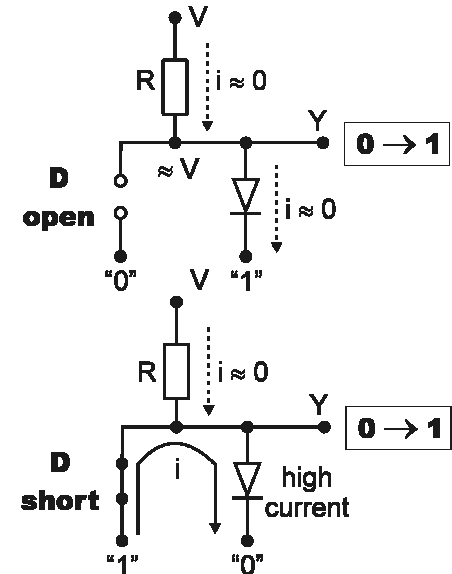 V
R
i ≈ 0
Y
0 → 1
≈ V
D
open
i ≈ 0
“0”
“1”
V
R
i ≈ 0
Y
0 → 1
D
short
i
high
current
“1”
“0”